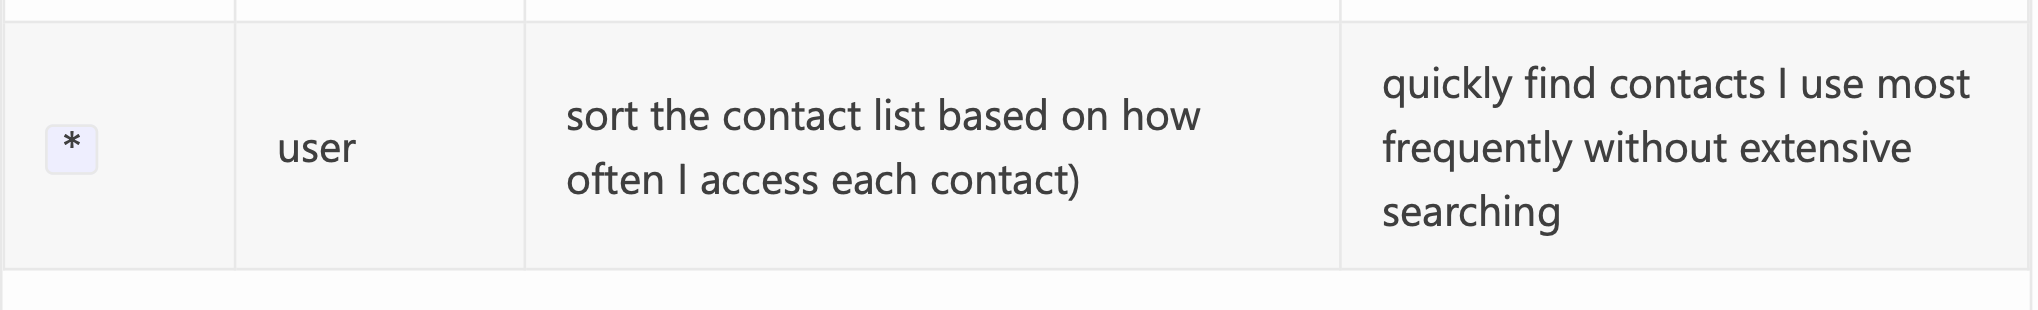 *
user
sort the contact list based on how
often I access each contact)
quickly find contacts I use most
frequently without extensive
searching